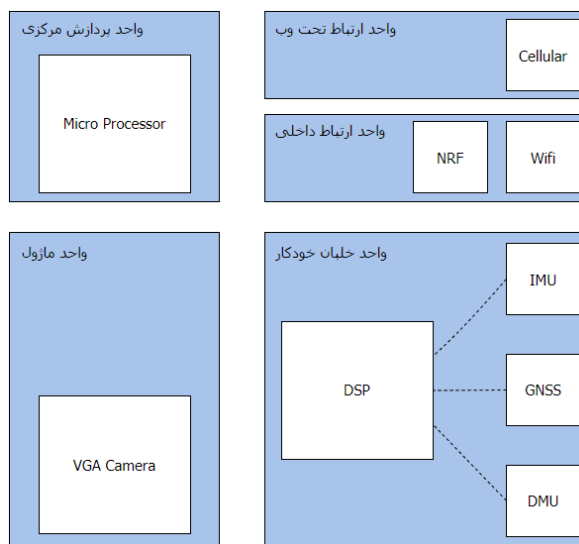 واحد پردازش مرکزی
Micro Processor
واحد ارتباط تحت وب
Cellular
واحد ارتباط داخلی
NRF
Wifi
واحد ماژول
VGA Camera
واحد خلبان خودکار
DSP
IMU
GNSS
DMU